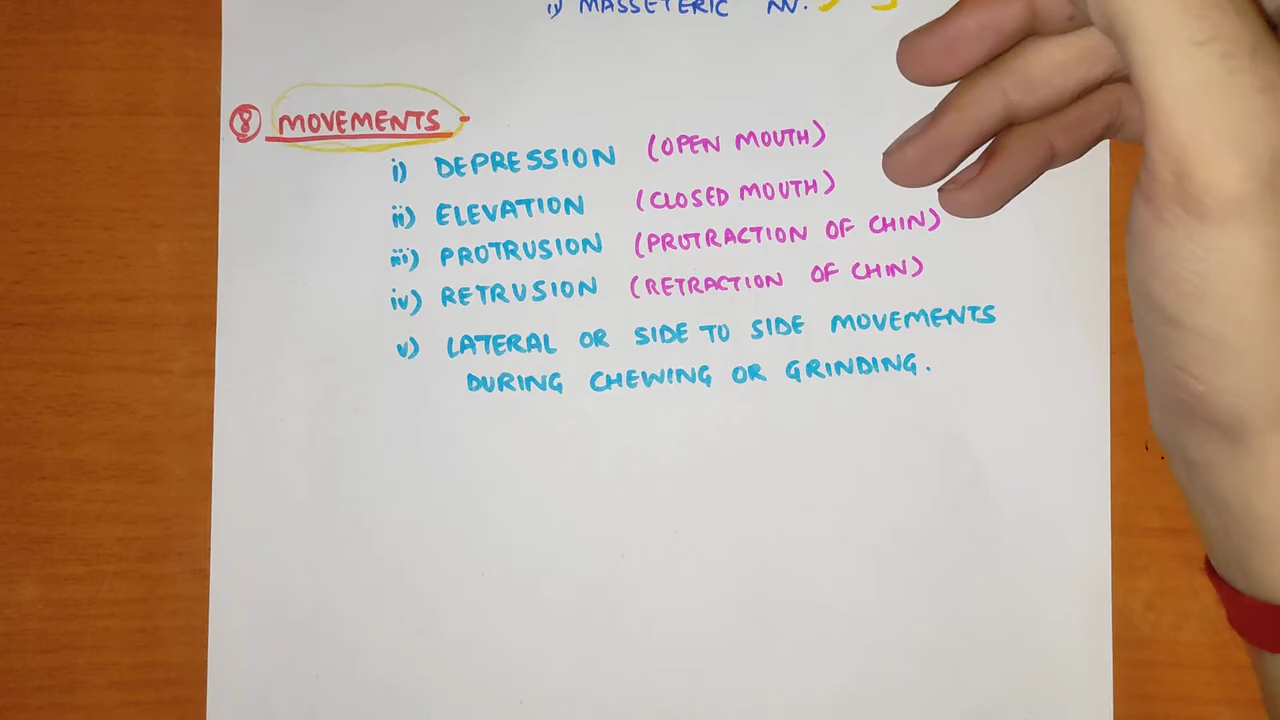 i) MASSETERIC NV.
⑧ MOVEMENTS -
i) DEPRESSION (OPEN MOUTH)
ii) ELEVATION (CLOSED MOUTH)
iii) PROTRUSION (PROTRACTION OF CHIN)
iv) RETRUSION (RETRACTION OF CHIN)
v) LATERAL OR SIDE TO SIDE MOVEMENTS
DURING CHEWING OR GRINDING.